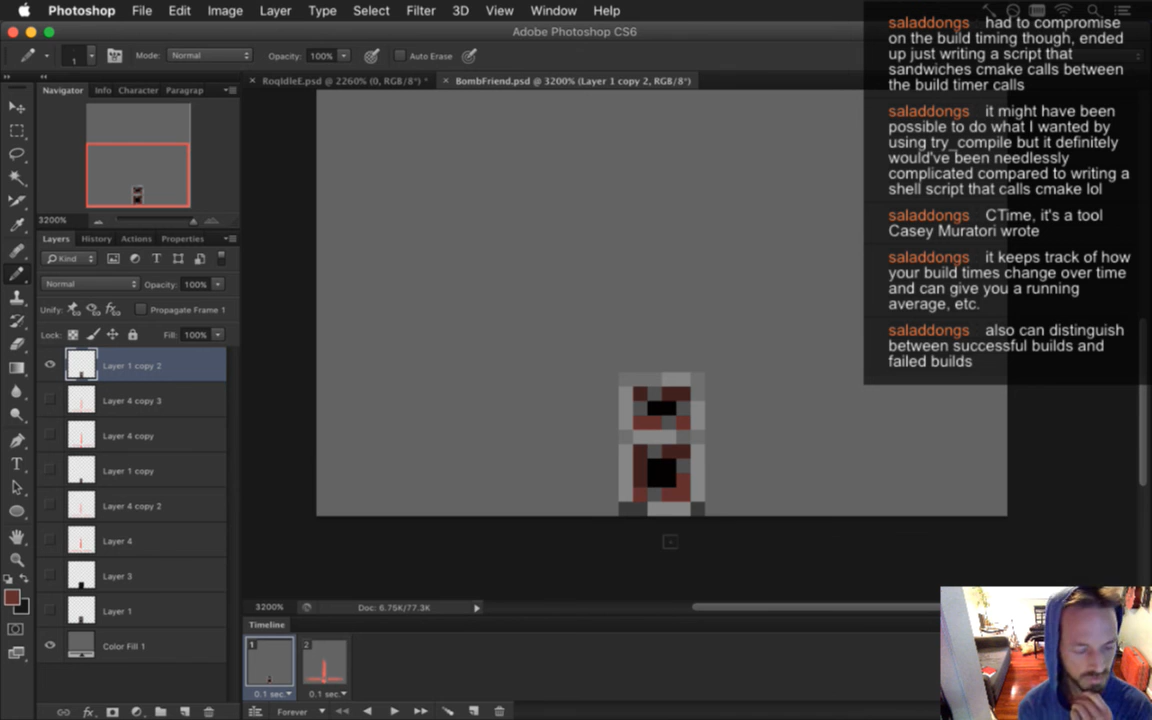 Photoshop File Edit Image Layer Type Select Filter 3D View Window Help
Adobe Photoshop CS6
1 Mode: Normal Opacity: 100% Auto Erase
RoqIdleE.psd @ 2260% (0, RGB/8*) *
BombFriend.psd @ 3200% (Layer 1 copy 2, RGB/8*)
Navigator Info Character Paragrap
3200%
Layers History Actions Properties
Kind
Normal Opacity: 100%
Unify: Propagate Frame 1
Lock: Fill: 100%
Layer 1 copy 2
Layer 4 copy 3
Layer 4 copy
Layer 1 copy
Layer 4 copy 2
Layer 4
Layer 3
Layer 1
Color Fill 1
3200% Doc: 6.75K/77.3K
Timeline
1 2
0.1 sec. 0.1 sec.
Forever
saladdongs had to compromise
on the build timing though, ended
up just writing a script that
sandwiches cmake calls between
the build timer calls
saladdongs it might have been
possible to do what I wanted by
using try_compile but it definitely
would've been needlessly
complicated compared to writing a
shell script that calls cmake lol
saladdongs CTime, it's a tool
Casey Muratori wrote
saladdongs it keeps track of how
your build times change over time
and can give you a running
average, etc.
saladdongs also can distinguish
between successful builds and
failed builds